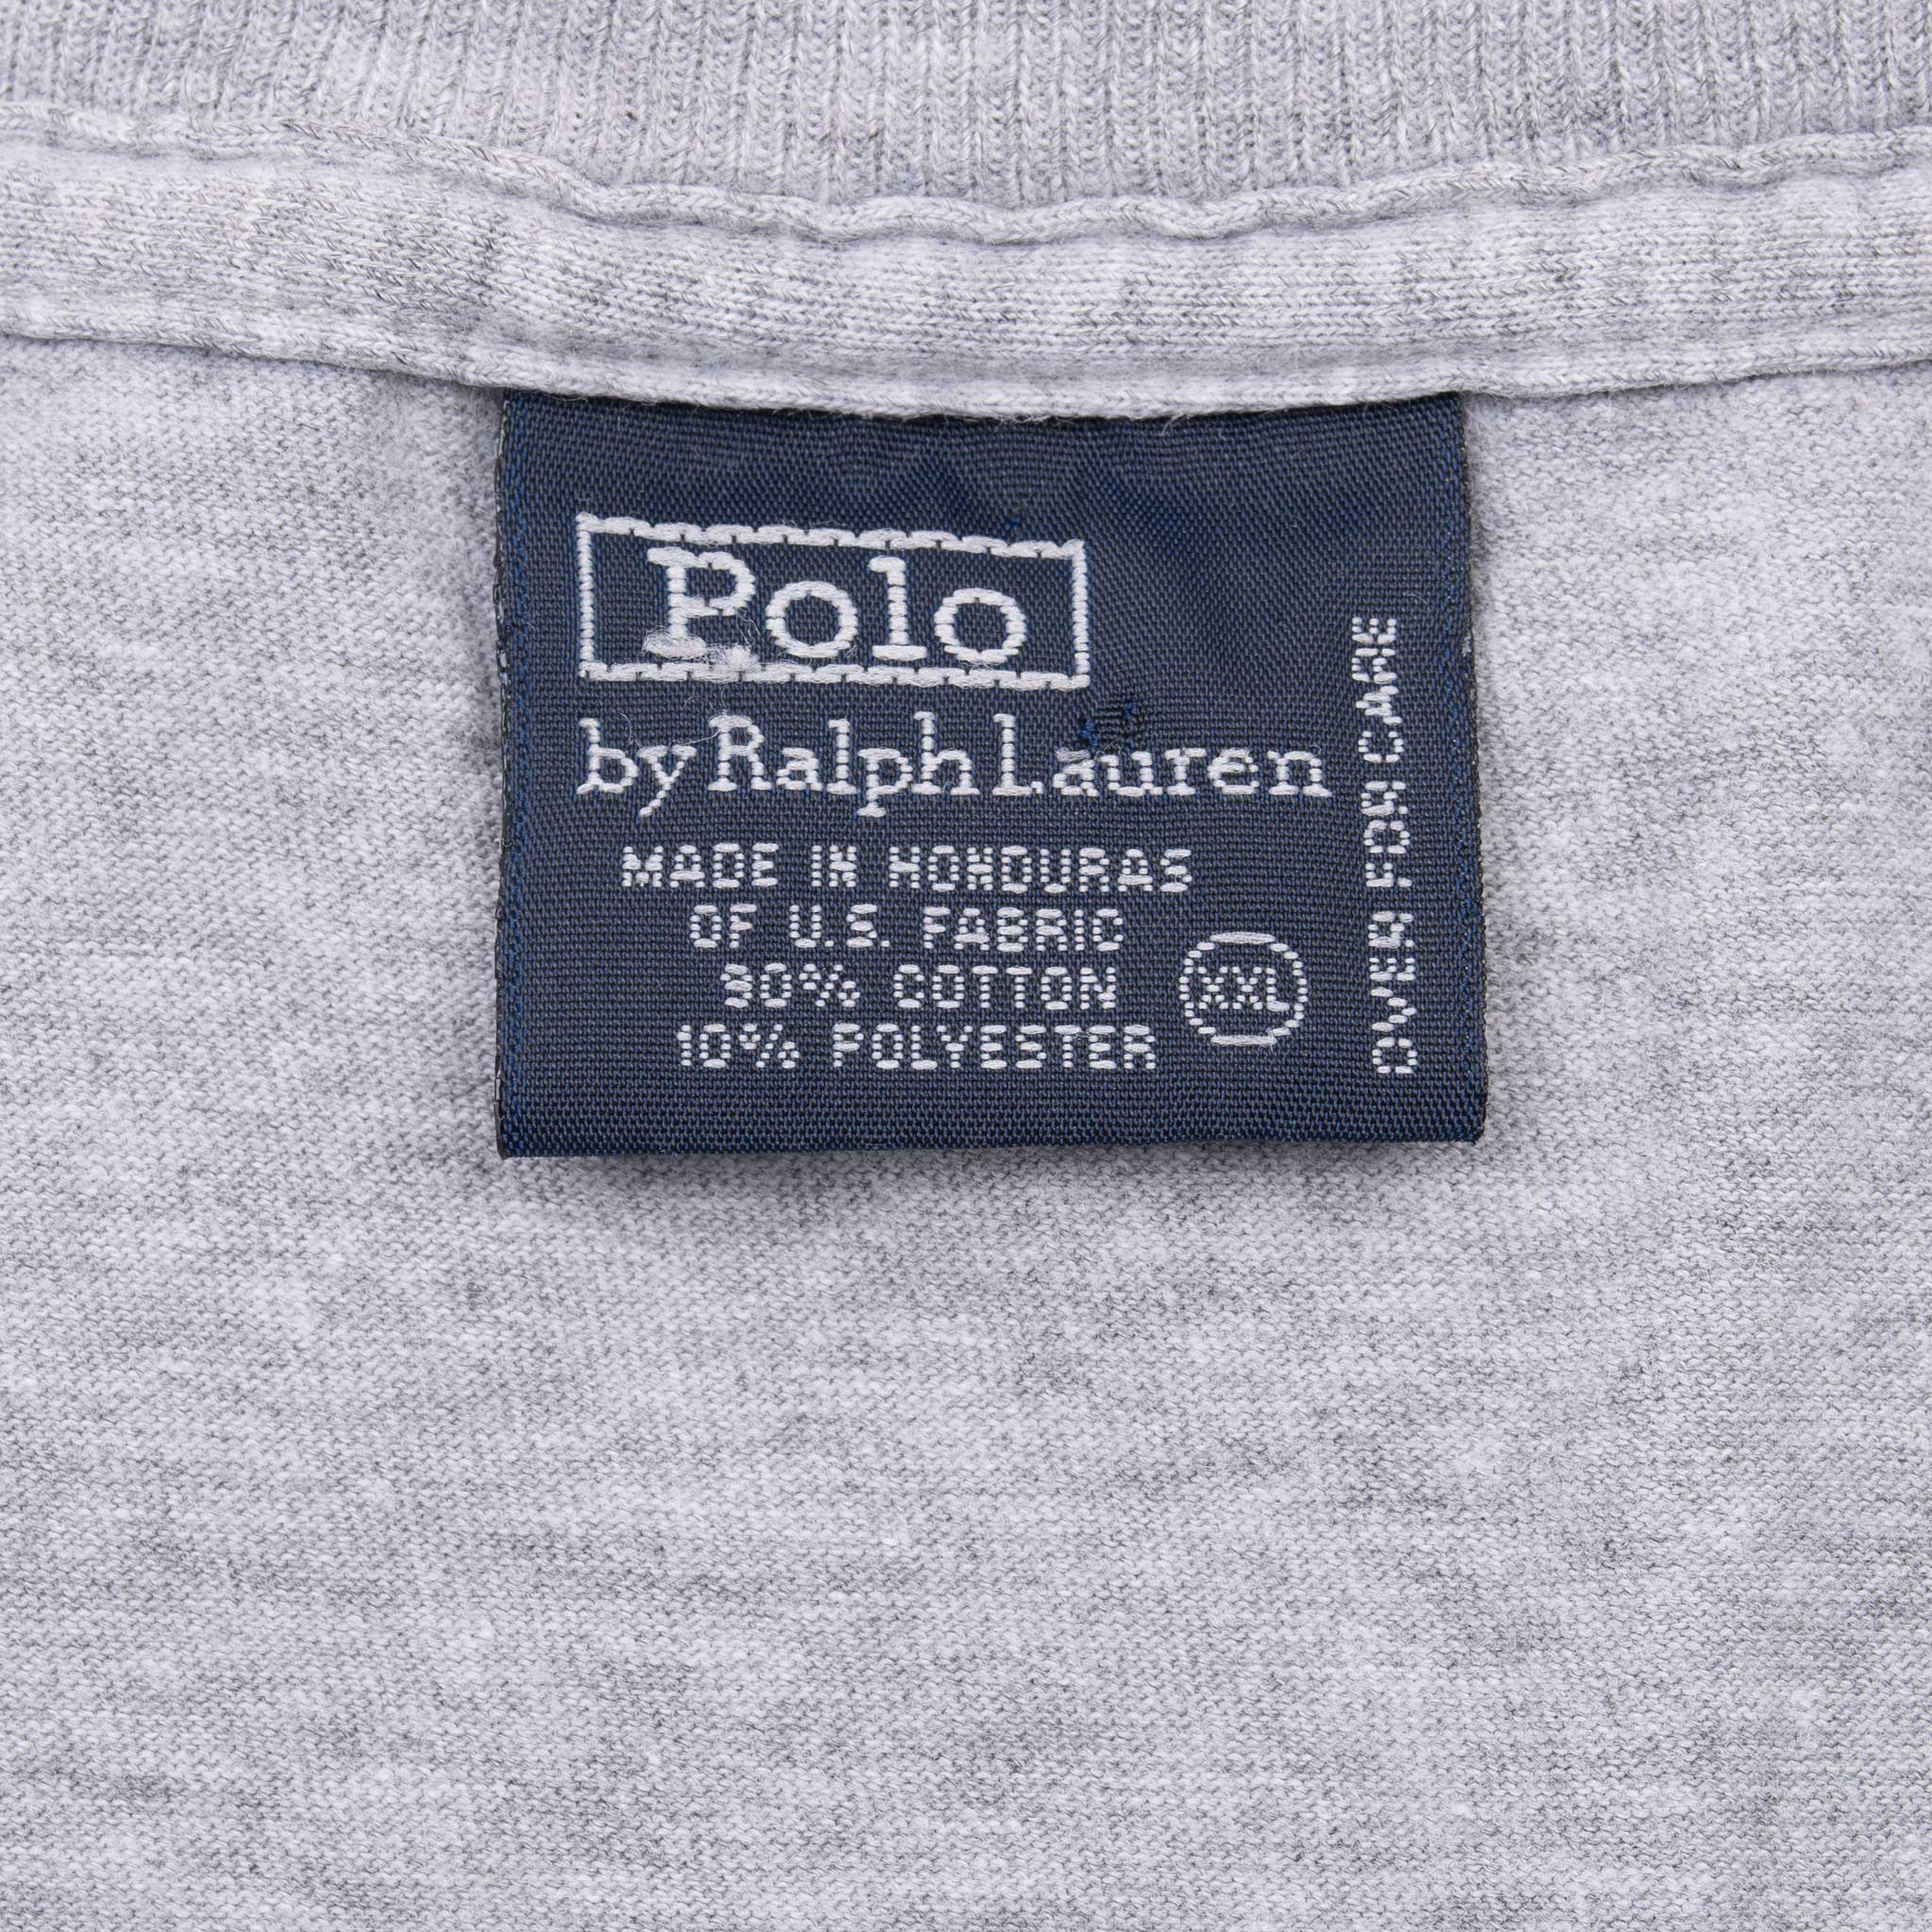 Polo
by Ralph Lauren
MADE IN HONDURAS
OF U.S. FABRIC
90% COTTON
10% POLYESTER
XXL
OVER FOR CARE